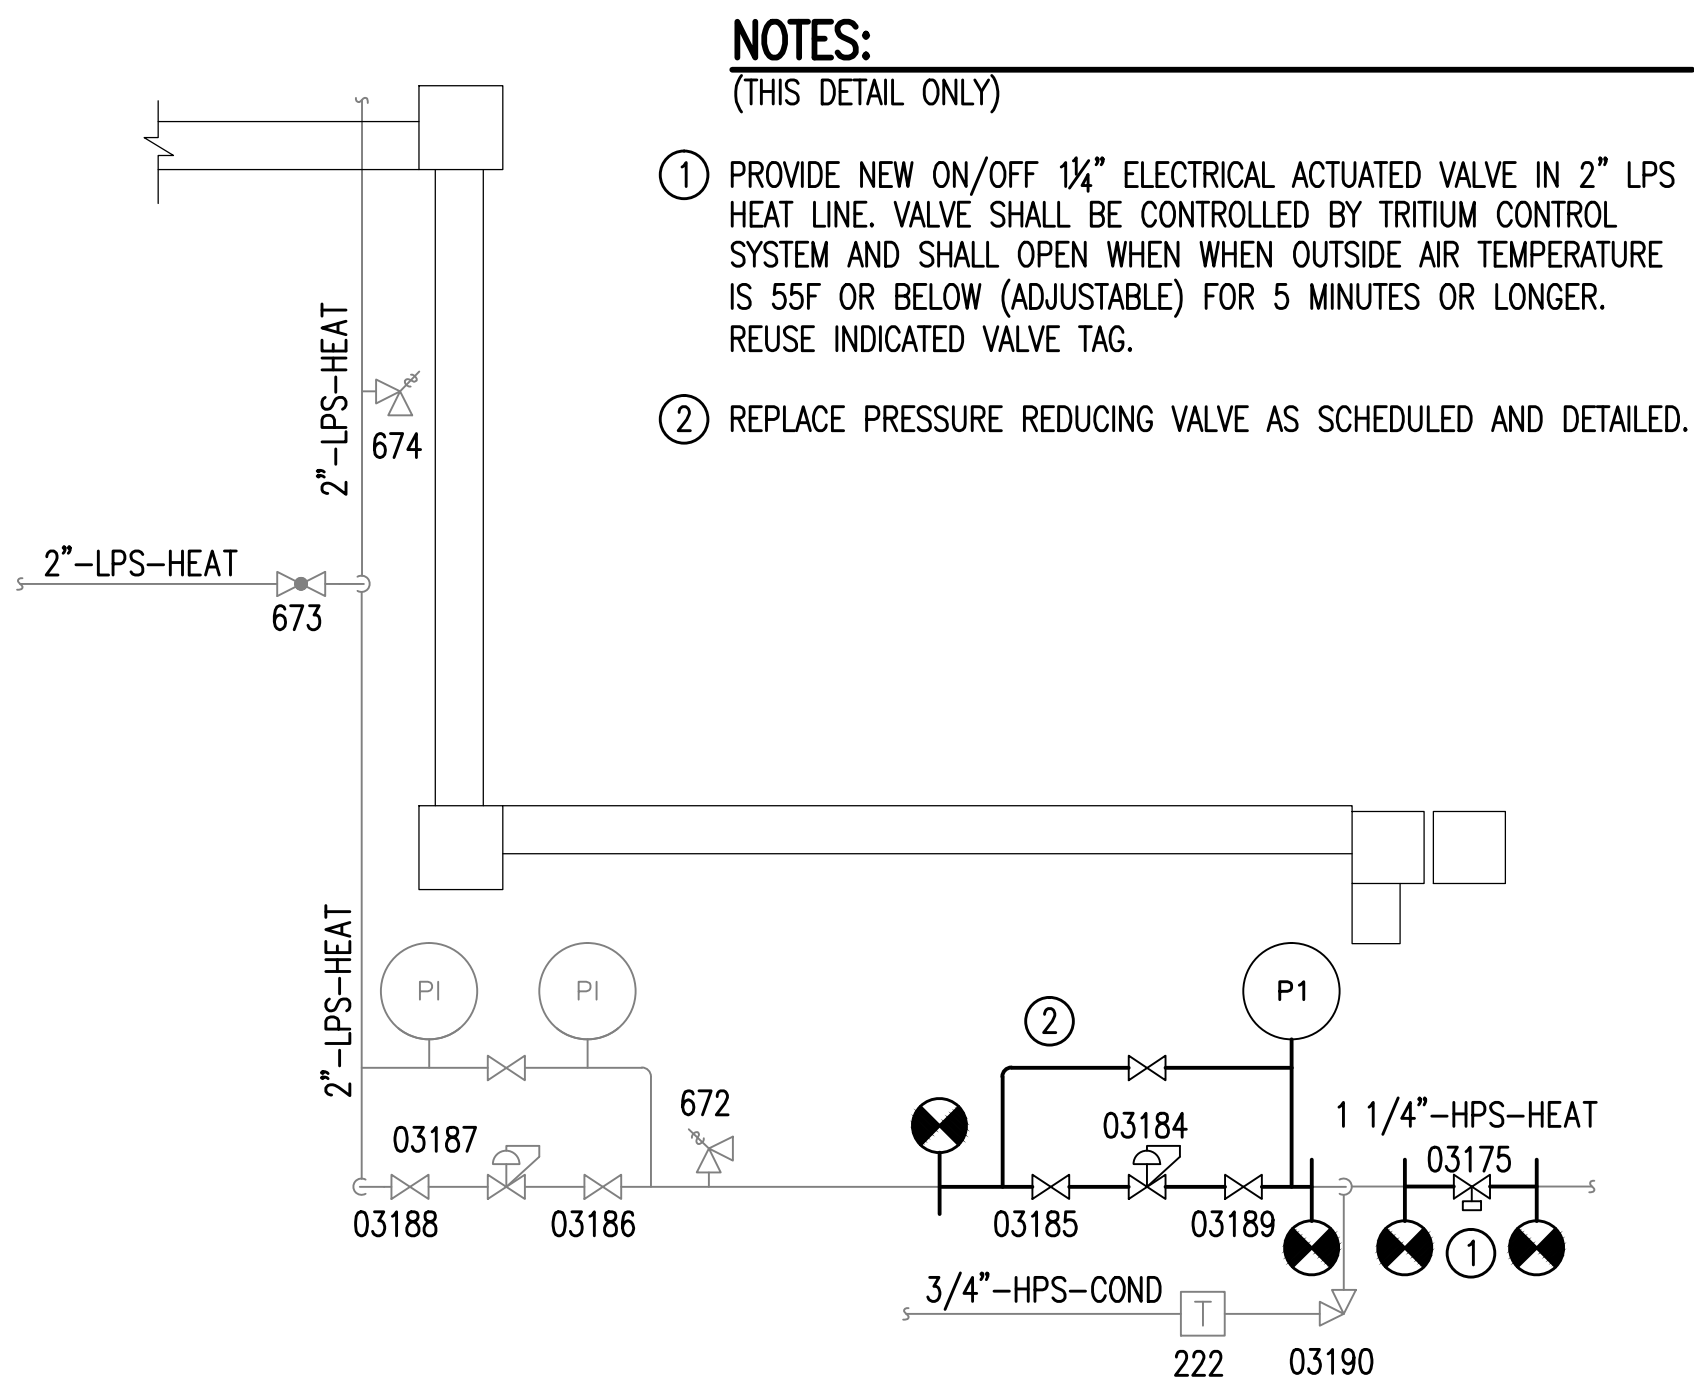 NOTES:
(THIS DETAIL ONLY)
1 PROVIDE NEW ON/OFF 1¼" ELECTRICAL ACTUATED VALVE IN 2" LPS
HEAT LINE. VALVE SHALL BE CONTROLLED BY TRITIUM CONTROL
SYSTEM AND SHALL OPEN WHEN WHEN OUTSIDE AIR TEMPERATURE
IS 55F OR BELOW (ADJUSTABLE) FOR 5 MINUTES OR LONGER.
REUSE INDICATED VALVE TAG.
2 REPLACE PRESSURE REDUCING VALVE AS SCHEDULED AND DETAILED.
2"-LPS-HEAT
674
2"-LPS-HEAT
673
2"-LPS-HEAT
PI
PI
P1
2
672
03187
03184
1 1/4"-HPS-HEAT
03175
03188
03186
03185
03189
1
3/4"-HPS-COND
T
222
03190